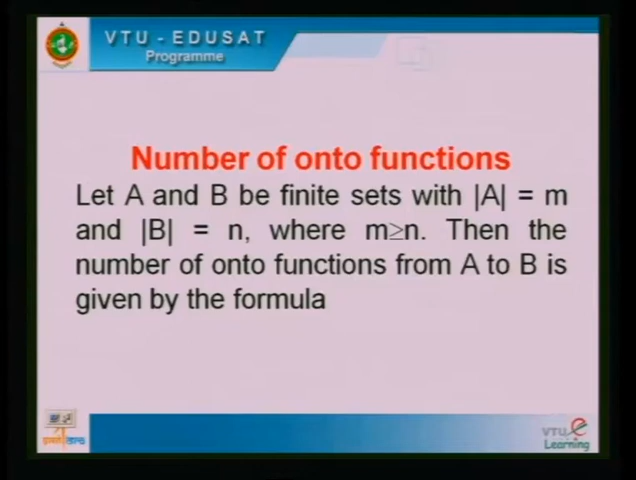 VTU - EDUSAT
Programme
Number of onto functions
Let A and B be finite sets with |A| = m
and |B| = n, where m≥n. Then the
number of onto functions from A to B is
given by the formula
VTU e
Learning